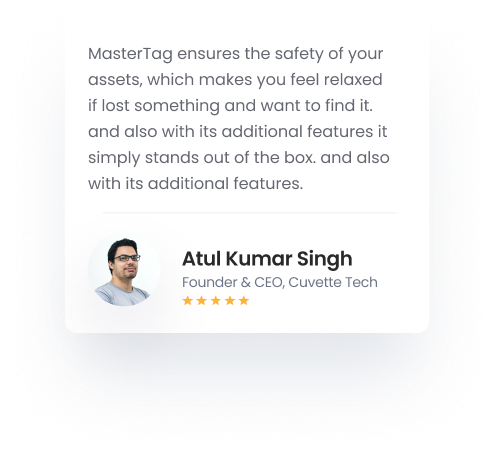 MasterTag ensures the safety of your
assets, which makes you feel relaxed
if lost something and want to find it.
and also with its additional features it
simply stands out of the box. and also
with its additional features.
Atul Kumar Singh
Founder & CEO, Cuvette Tech